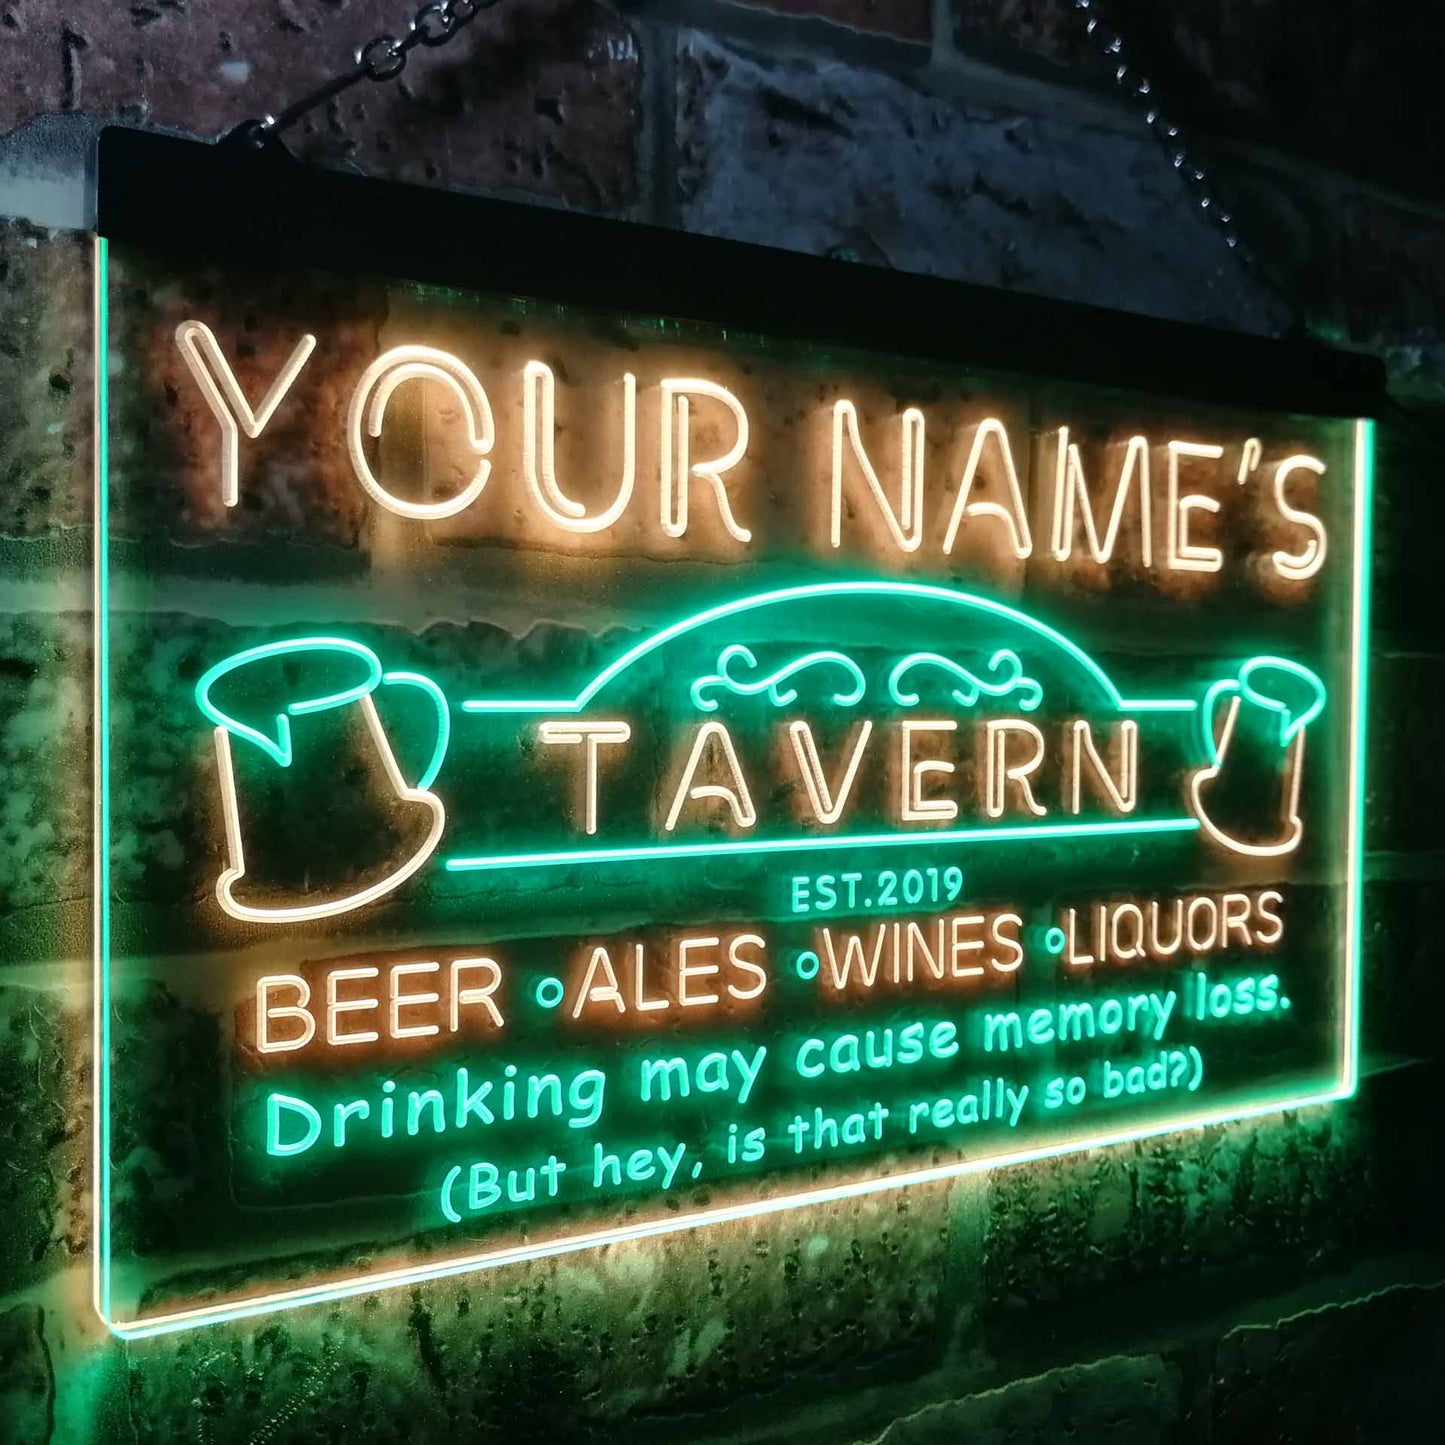 YOUR NAME'S
TAVERN
EST.2019
BEER ∘ALES ∘WINES ∘LIQUORS
Drinking may cause memory loss.
(But hey, is that really so bad?)